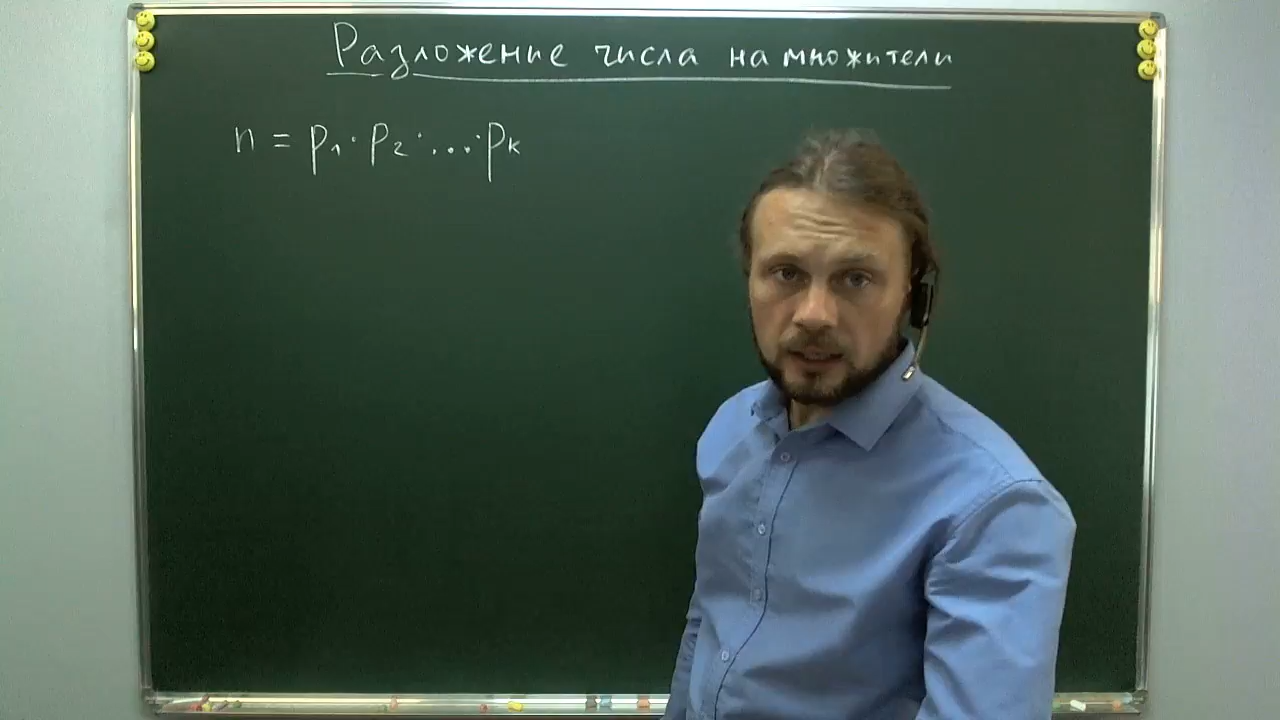 Разложение числа на множители
n = p₁ · p₂ · ... · pₖ